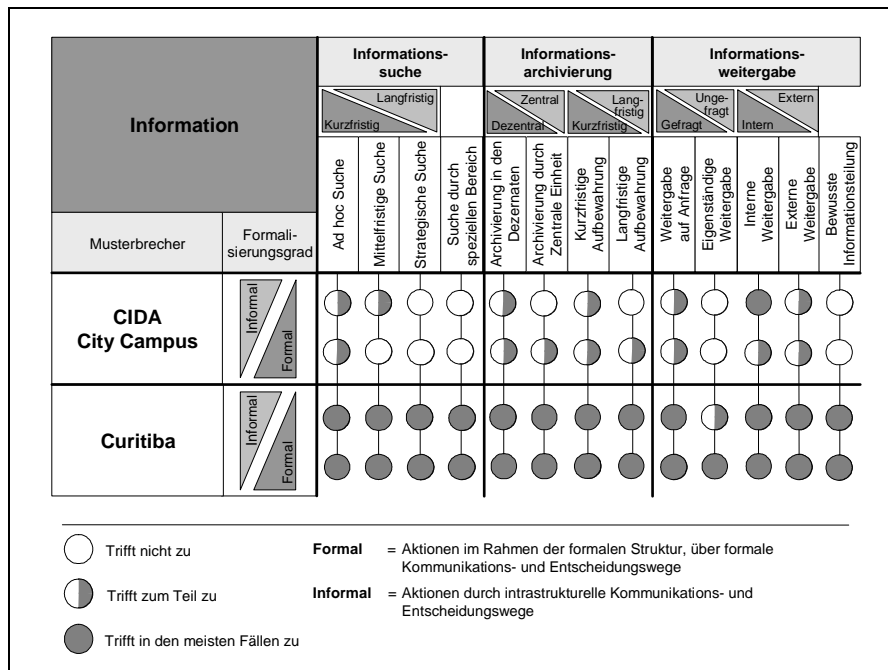 Information
Informations-
suche
Informations-
archivierung
Informations-
weitergabe
Langfristig
Kurzfristig
Zentral
Dezentral
Lang-
fristig
Kurzfristig
Unge-
fragt
Gefragt
Extern
Intern
Musterbrecher
Formali-
sierungsgrad
Ad hoc Suche
Mittelfristige Suche
Strategische Suche
Suche durch
speziellen Bereich
Archivierung in den
Dezernaten
Archivierung durch
Zentrale Einheit
Kurzfristige
Aufbewahrung
Langfristige
Aufbewahrung
Weitergabe
auf Anfrage
Eigenständige
Weitergabe
Interne
Weitergabe
Externe
Weitergabe
Bewusste
Informationsteilung
CIDA
City Campus
Informal
Formal
Curitiba
Informal
Formal
Trifft nicht zu
Trifft zum Teil zu
Trifft in den meisten Fällen zu
Formal = Aktionen im Rahmen der formalen Struktur, über formale
Kommunikations- und Entscheidungswege
Informal = Aktionen durch intrastrukturelle Kommunikations- und
Entscheidungswege